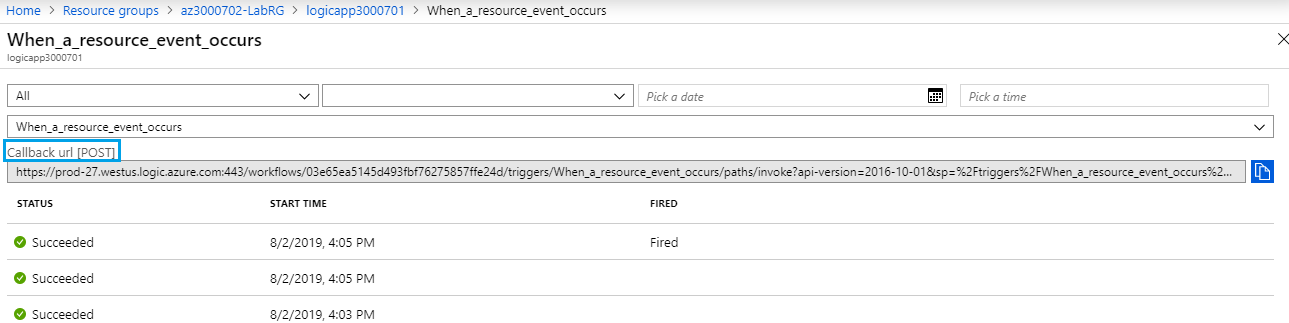 Home > Resource groups > az3000702-LabRG > logicapp3000701 > When_a_resource_event_occurs
When_a_resource_event_occurs
logicapp3000701
All Pick a date Pick a time
When_a_resource_event_occurs
Callback url [POST]
https://prod-27.westus.logic.azure.com:443/workflows/03e65ea5145d493fbf76275857ffe24d/triggers/When_a_resource_event_occurs/paths/invoke?api-version=2016-10-01&sp=%2Ftriggers%2FWhen_a_resource_event_occurs%2...
STATUS START TIME FIRED
Succeeded 8/2/2019, 4:05 PM Fired
Succeeded 8/2/2019, 4:05 PM
Succeeded 8/2/2019, 4:03 PM